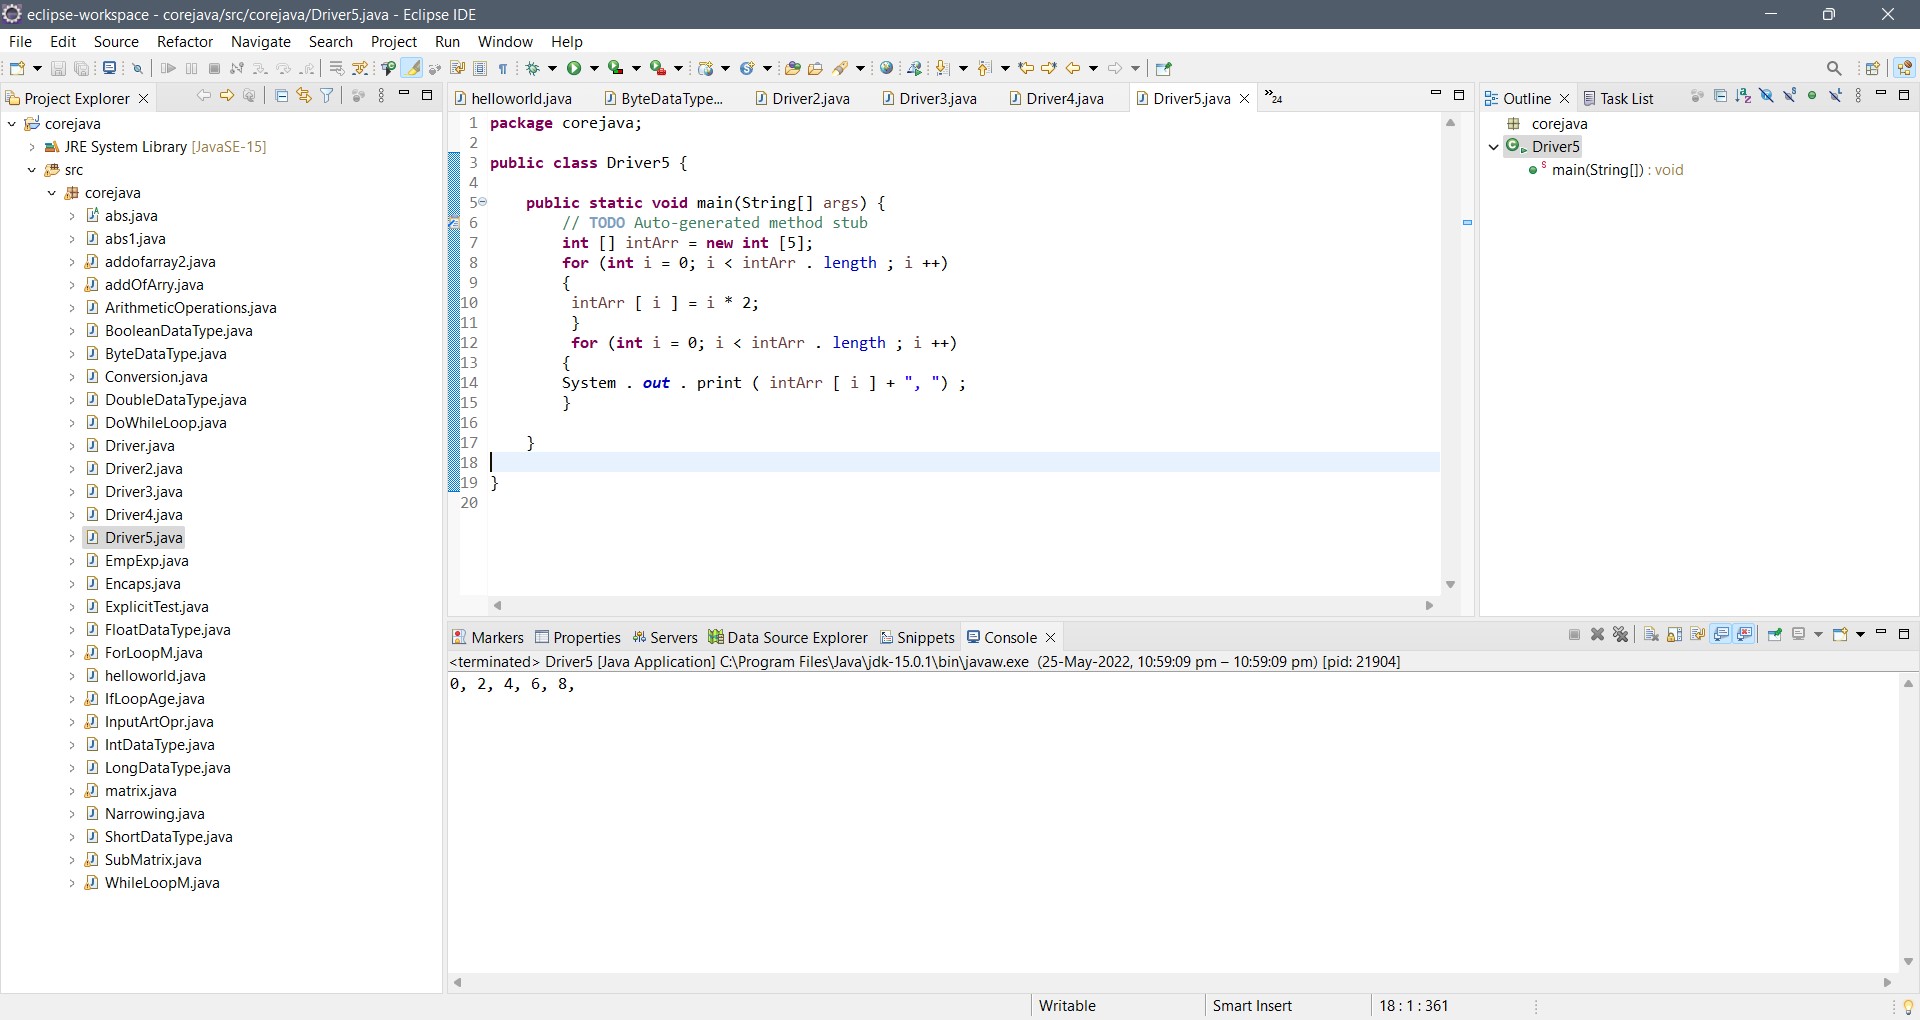 eclipse-workspace - corejava/src/corejava/Driver5.java - Eclipse IDE
File Edit Source Refactor Navigate Search Project Run Window Help
Project Explorer
corejava
JRE System Library [JavaSE-15]
src
corejava
abs.java
abs1.java
addofarray2.java
addOfArry.java
ArithmeticOperations.java
BooleanDataType.java
ByteDataType.java
Conversion.java
DoubleDataType.java
DoWhileLoop.java
Driver.java
Driver2.java
Driver3.java
Driver4.java
Driver5.java
EmpExp.java
Encaps.java
ExplicitTest.java
FloatDataType.java
ForLoopM.java
helloworld.java
IfLoopAge.java
InputArtOpr.java
IntDataType.java
LongDataType.java
matrix.java
Narrowing.java
ShortDataType.java
SubMatrix.java
WhileLoopM.java
helloworld.java ByteDataType... Driver2.java Driver3.java Driver4.java Driver5.java »24
1 package corejava;
2
3 public class Driver5 {
4
5 public static void main(String[] args) {
6 // TODO Auto-generated method stub
7 int [] intArr = new int [5];
8 for (int i = 0; i < intArr . length ; i ++)
9 {
10 intArr [ i ] = i * 2;
11 }
12 for (int i = 0; i < intArr . length ; i ++)
13 {
14 System . out . print ( intArr [ i ] + ", ") ;
15 }
16
17 }
18
19 }
20
Outline Task List
corejava
Driver5
main(String[]) : void
Markers Properties Servers Data Source Explorer Snippets Console
<terminated> Driver5 [Java Application] C:\Program Files\Java\jdk-15.0.1\bin\javaw.exe (25-May-2022, 10:59:09 pm – 10:59:09 pm) [pid: 21904]
0, 2, 4, 6, 8,
Writable Smart Insert 18 : 1 : 361